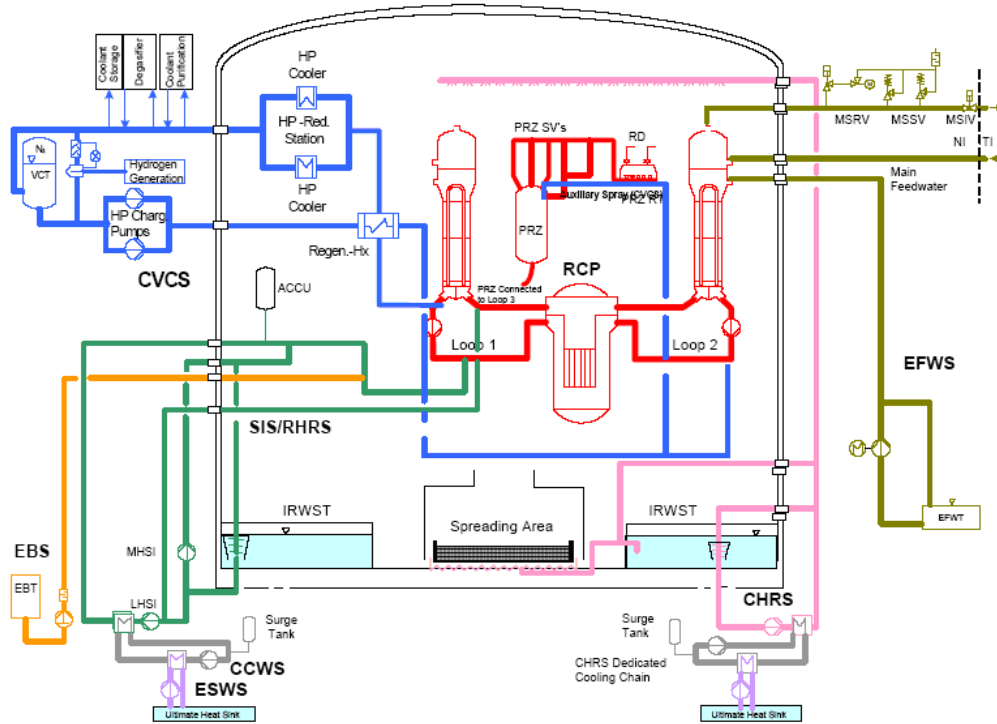 Coolant
Storage
Degasifier
Coolant
Purification
HP
Cooler
HP -Red.
Station
HP
Cooler
N₂
VCT
Hydrogen
Generation
HP Charg.
Pumps
CVCS
Regen.-Hx
PRZ SV's
RD
Auxiliary Spray (CVCS)
PRZ RT
PRZ
PRZ Connected
to Loop 3
RCP
Loop 1
Loop 2
MSRV
MSSV
MSIV
NI
TI
Main
Feedwater
EFWS
EFWT
ACCU
SIS/RHRS
IRWST
Spreading Area
IRWST
EBS
EBT
MHSI
LHSI
Surge
Tank
CCWS
ESWS
Ultimate Heat Sink
CHRS
Surge
Tank
CHRS Dedicated
Cooling Chain
Ultimate Heat Sink